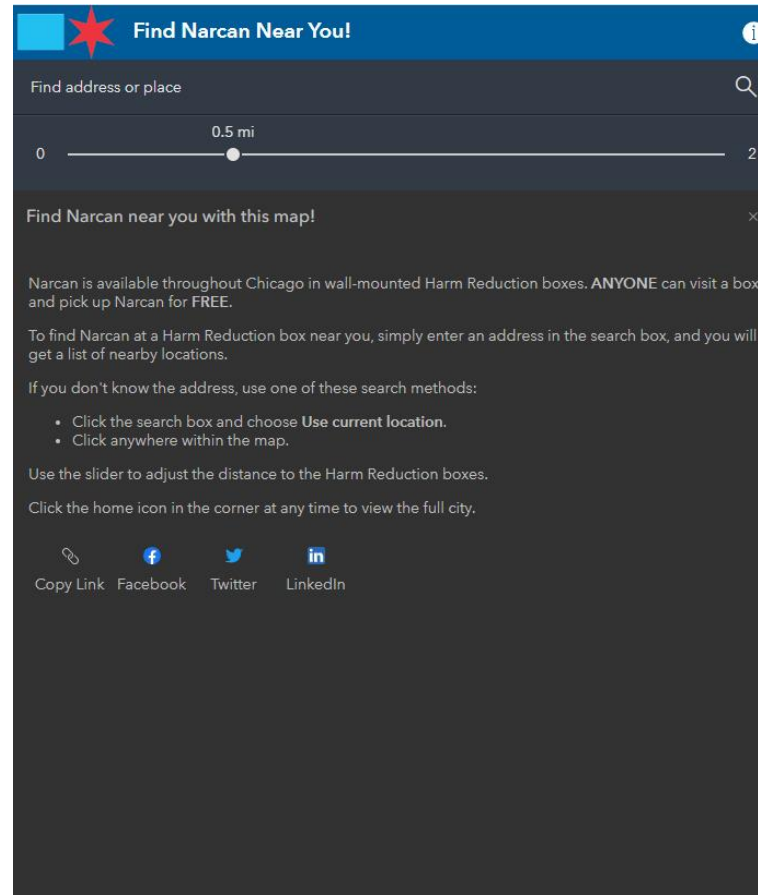 Find Narcan Near You!
Find address or place
0.5 mi
0 2
Find Narcan near you with this map!
Narcan is available throughout Chicago in wall-mounted Harm Reduction boxes. ANYONE can visit a box
and pick up Narcan for FREE.
To find Narcan at a Harm Reduction box near you, simply enter an address in the search box, and you will
get a list of nearby locations.
If you don't know the address, use one of these search methods:
• Click the search box and choose Use current location.
• Click anywhere within the map.
Use the slider to adjust the distance to the Harm Reduction boxes.
Click the home icon in the corner at any time to view the full city.
Copy Link Facebook Twitter LinkedIn